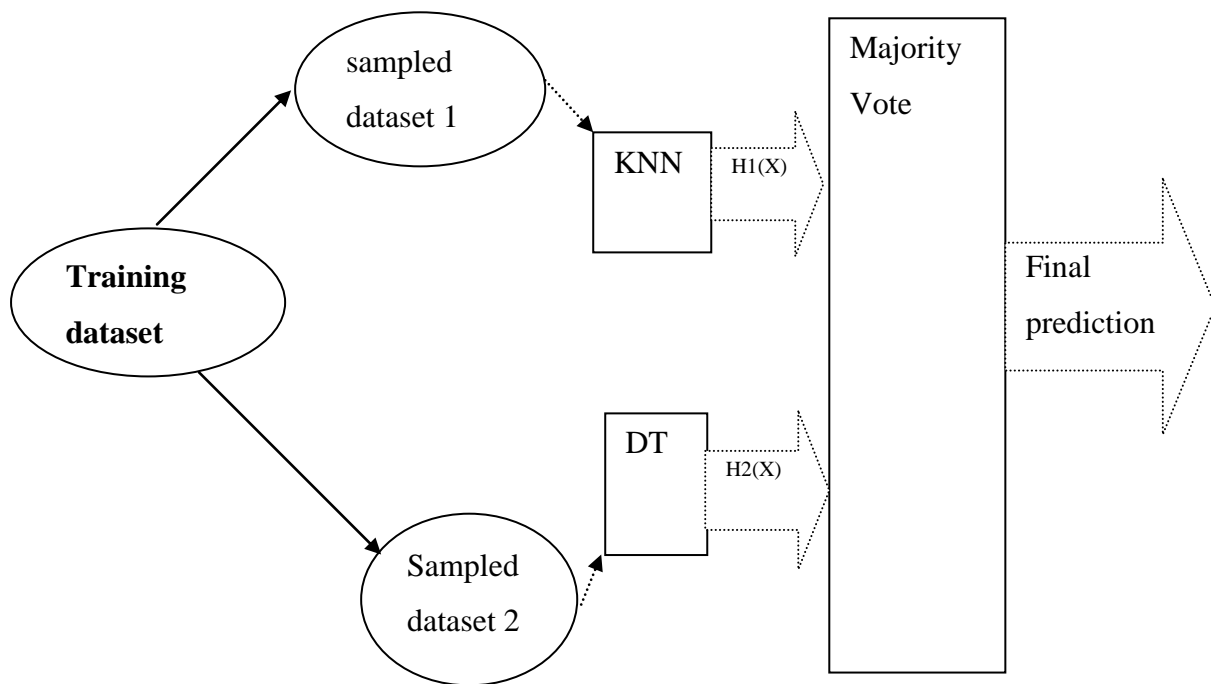 sampled
dataset 1
KNN
H1(X)
Majority
Vote
Training
dataset
Final
prediction
DT
H2(X)
Sampled
dataset 2